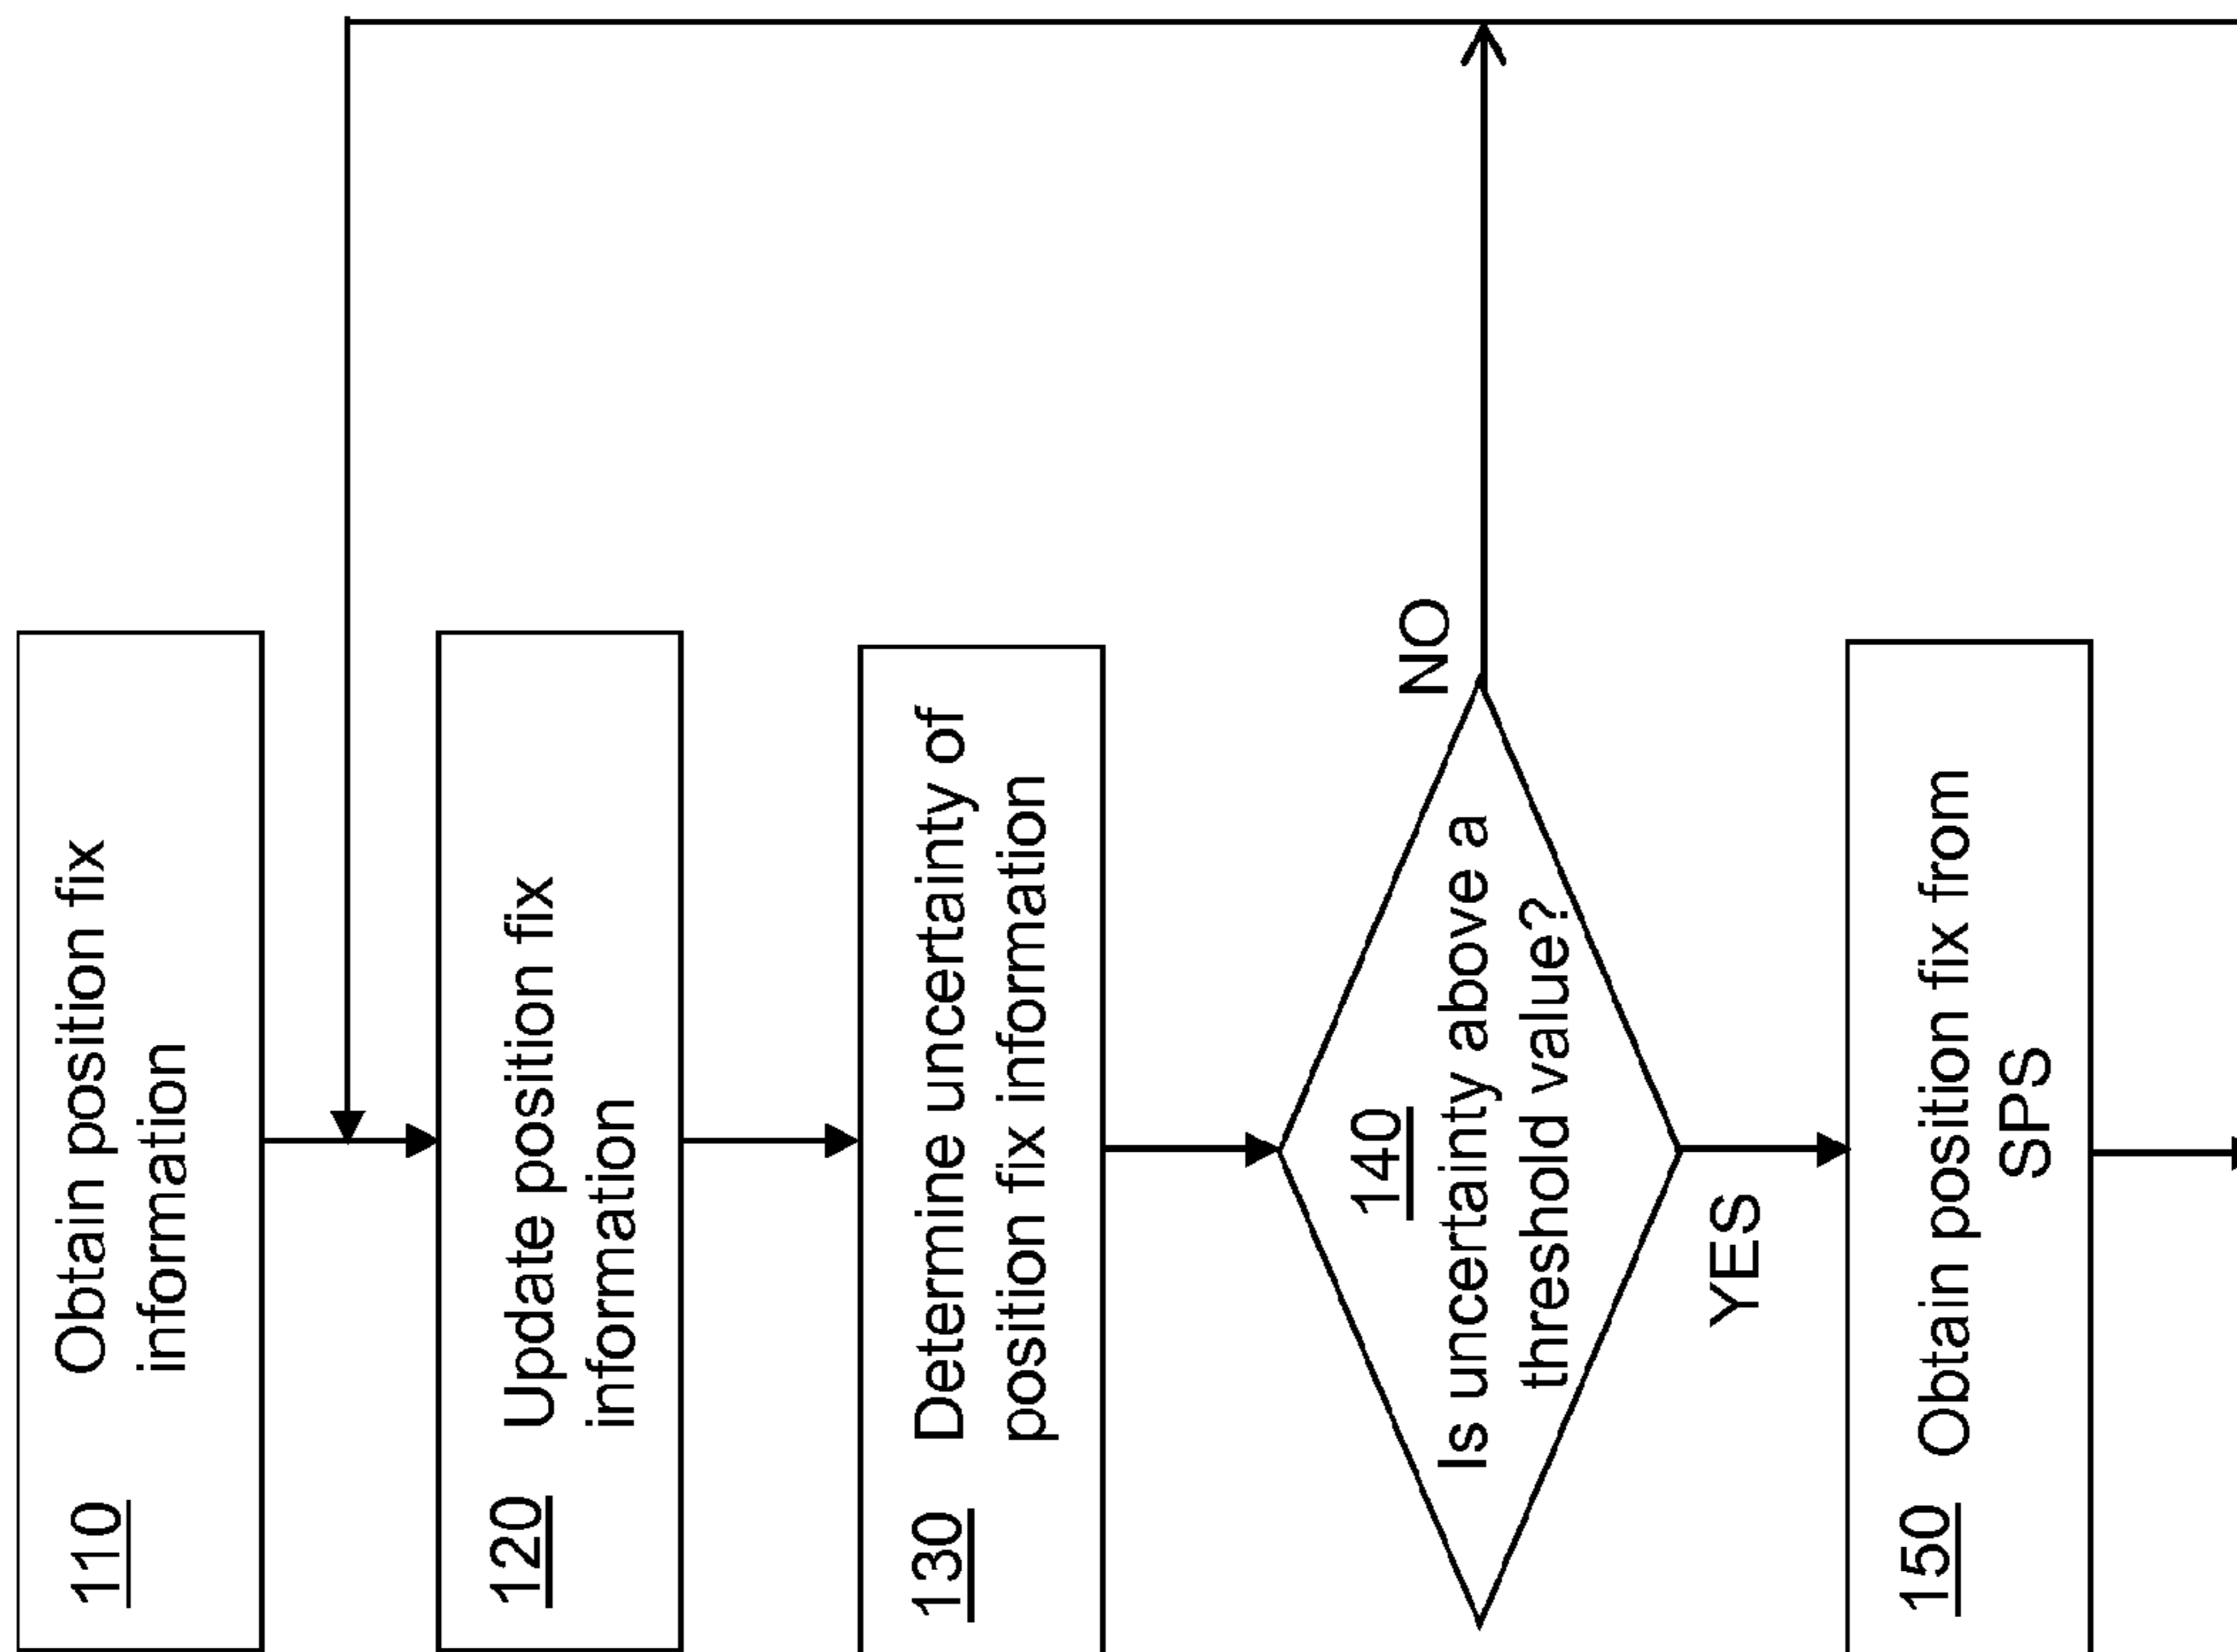 110 Obtain position fix
information
120 Update position fix
information
130 Determine uncertainty of
position fix information
140
Is uncertainty above a
threshold value?
NO
YES
150 Obtain position fix from
SPS